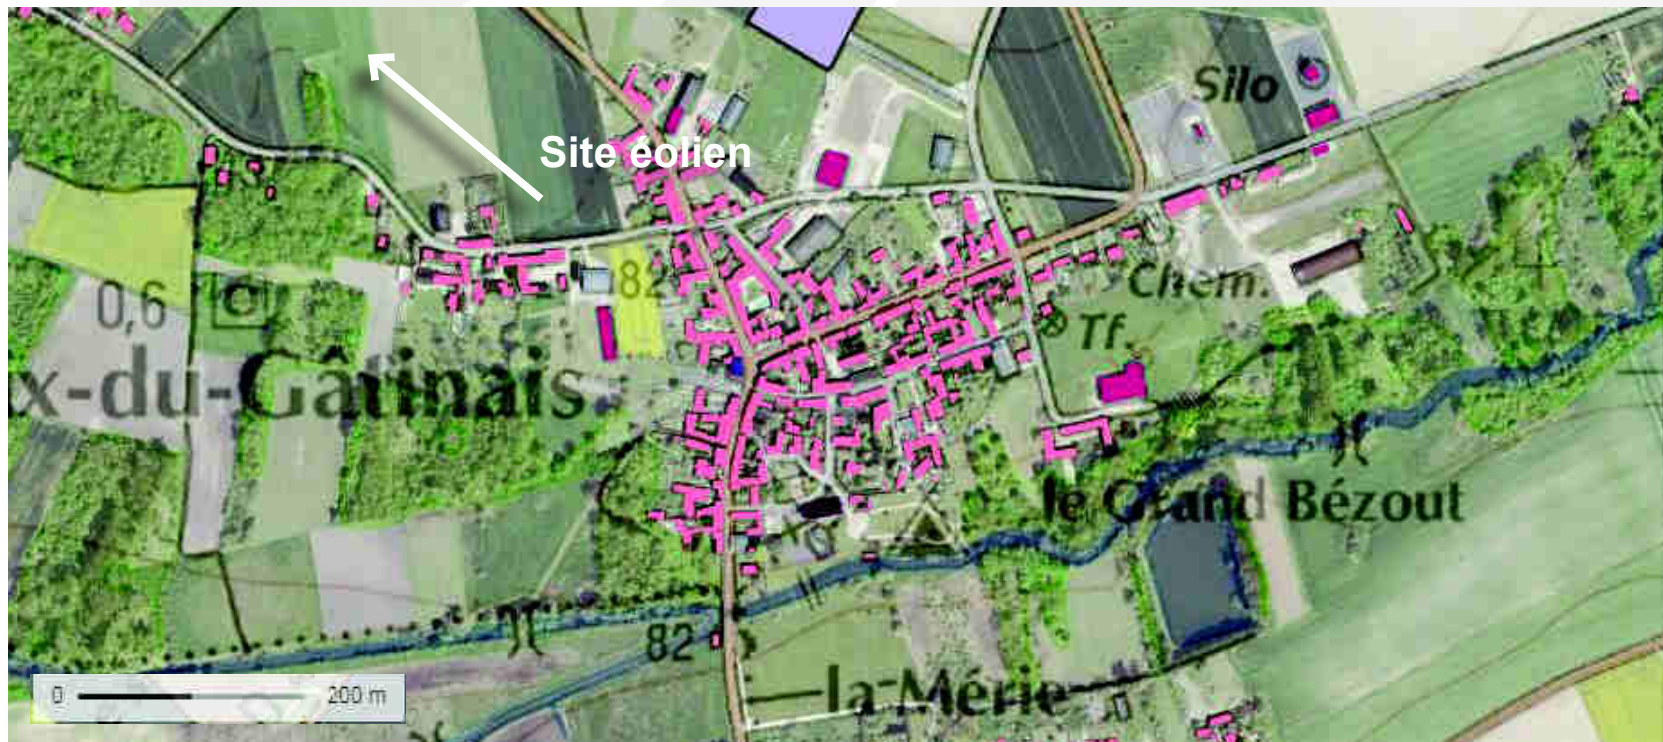 Silo
Site éolien
82
Chem.
0,6
C
Tf.
x-du-Gâtinais
le Grand Bézout
82
la Mérie
0 200 m